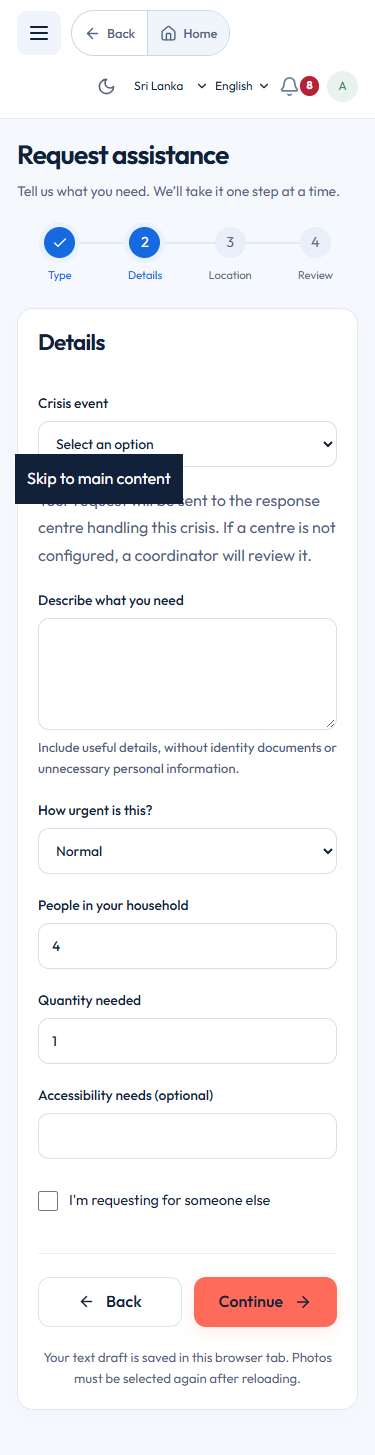 Back
Home
Sri Lanka
English
8
A
Request assistance
Tell us what you need. We'll take it one step at a time.
2
3
4
Type
Details
Location
Review
Details
Crisis event
Select an option
Skip to main content
sent to the response
centre handling this crisis. If a centre is not
configured, a coordinator will review it.
Describe what you need
Include useful details, without identity documents or
unnecessary personal information.
How urgent is this?
Normal
People in your household
4
Quantity needed
1
Accessibility needs (optional)
I'm requesting for someone else
Back
Continue
Your text draft is saved in this browser tab. Photos
must be selected again after reloading.